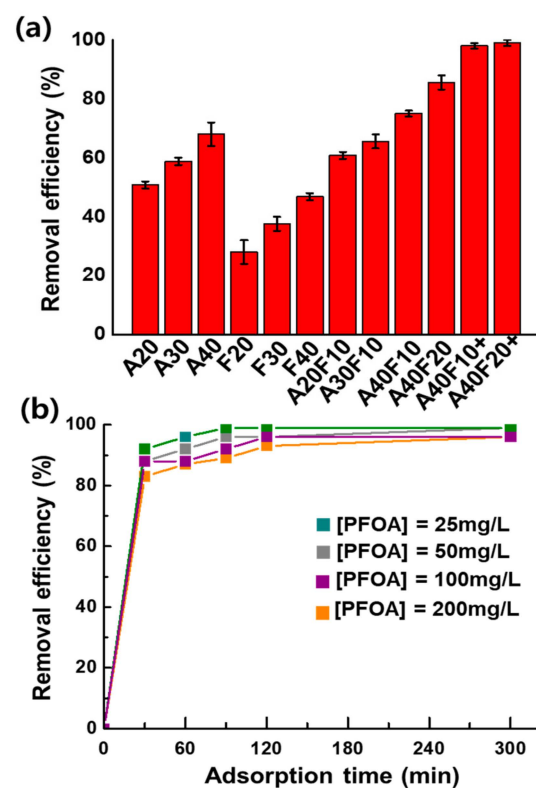 (a)
Removal efficiency (%)
100
80
60
40
20
0
A20 A30 A40 F20 F30 F40 A20F10 A30F10 A40F10 A40F20 A40F10+ A40F20+
(b)
Removal efficiency (%)
100
80
60
40
20
0
[PFOA] = 25mg/L
[PFOA] = 50mg/L
[PFOA] = 100mg/L
[PFOA] = 200mg/L
0 60 120 180 240 300
Adsorption time (min)